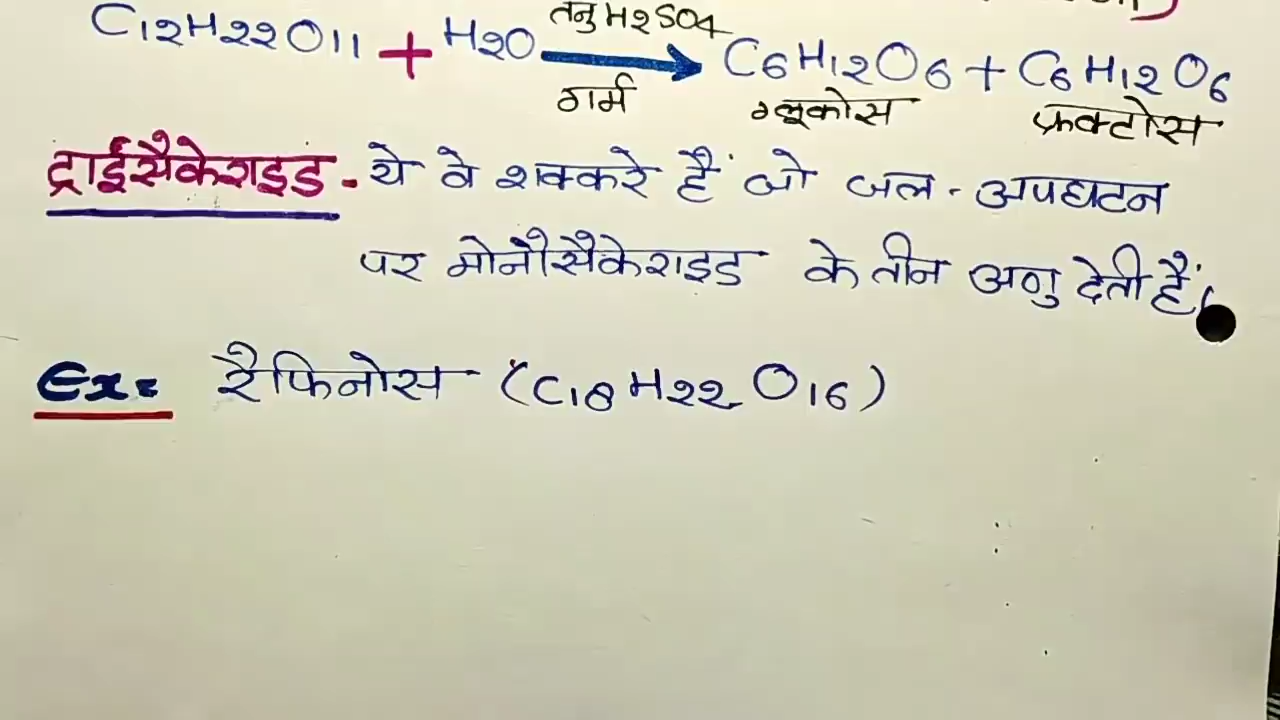 तनु H2SO4
C12H22O11 + H2O → C6H12O6 + C6H12O6
गर्म ग्लूकोस फ्रक्टोस
ट्राईसैकेराइड - ये वे शक्करे हैं जो जल-अपघटन
पर मोनौसैकेराइड के तीन अणु देती हैं।
Ex= रैफिनोस (C18H22O16)